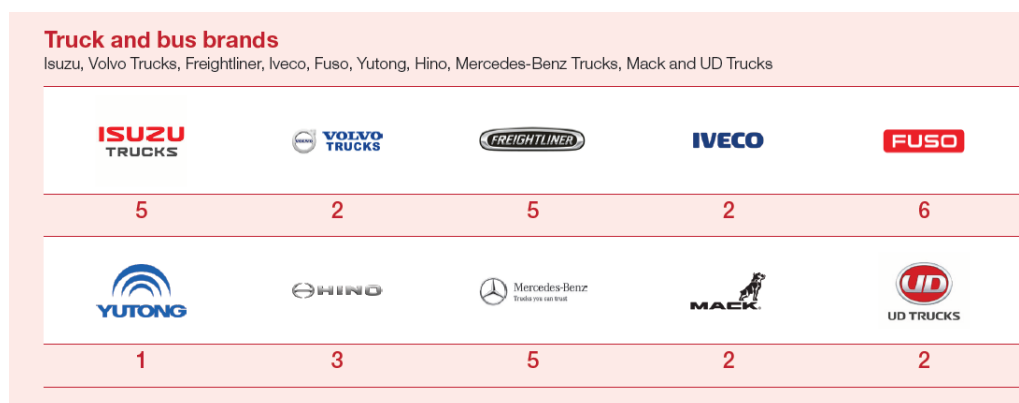 Truck and bus brands
Isuzu, Volvo Trucks, Freightliner, Iveco, Fuso, Yutong, Hino, Mercedes-Benz Trucks, Mack and UD Trucks
ISUZU
TRUCKS
VOLVO
TRUCKS
FREIGHTLINER
IVECO
FUSO
5 2 5 2 6
YUTONG
HINO
Mercedes-Benz
Trucks you can trust
MACK
UD
UD TRUCKS
1 3 5 2 2